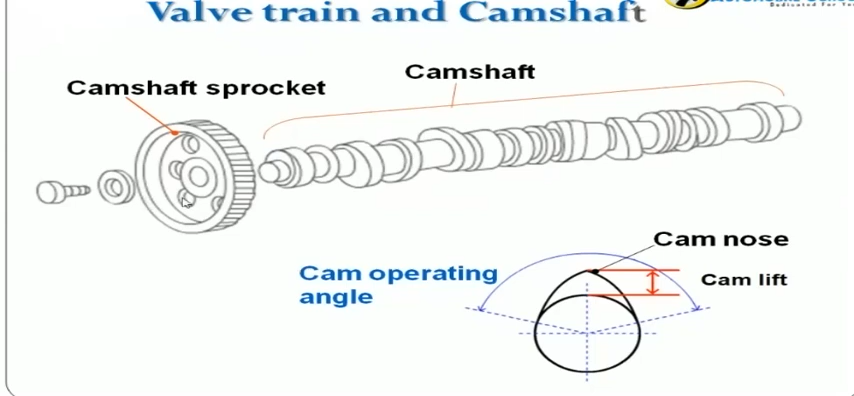 Valve train and Camshaft
Camshaft
Camshaft sprocket
Cam nose
Cam operating
angle
Cam lift